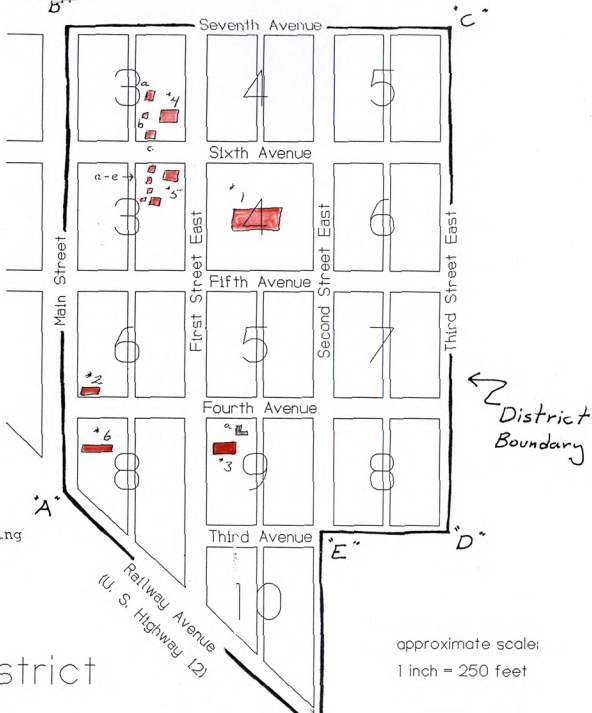 B"
"C"
Seventh Avenue
3
4
5
a
*4
b
c
Sixth Avenue
a-e→
*5
3
*1
4
6
Main Street
First Street East
Second Street East
Third Street East
Fifth Avenue
6
5
7
*2
Fourth Avenue
District
Boundary
*6
8
a
*3
9
8
"A"
ng
Third Avenue
"E"
"D"
Railway Avenue
(U. S. Highway 12)
10
approximate scale:
1 inch = 250 feet
strict